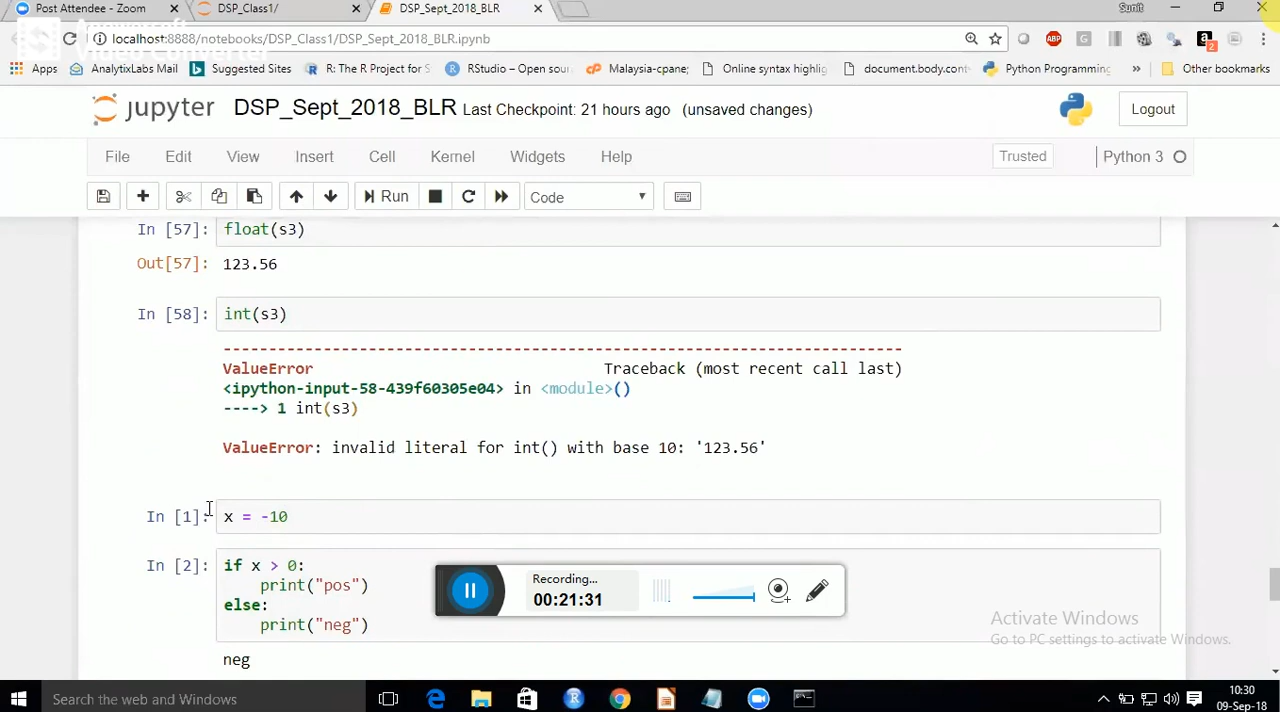 Post Attendee - Zoom
DSP_Class1/
DSP_Sept_2018_BLR
Sunit
localhost:8888/notebooks/DSP_Class1/DSP_Sept_2018_BLR.ipynb
Video Converter
Apps
AnalytixLabs Mail
Suggested Sites
R: The R Project for S
RStudio – Open sour
Malaysia-cpane;
Online syntax highlig
document.body.cont
Python Programming
»
Other bookmarks
jupyter
DSP_Sept_2018_BLR Last Checkpoint: 21 hours ago (unsaved changes)
Logout
File Edit View Insert Cell Kernel Widgets Help
Trusted
Python 3
Run
Code
In [57]: float(s3)
Out[57]: 123.56
In [58]: int(s3)
---------------------------------------------------------------------------
ValueError Traceback (most recent call last)
<ipython-input-58-439f60305e04> in <module>()
----> 1 int(s3)
ValueError: invalid literal for int() with base 10: '123.56'
In [1]: x = -10
In [2]: if x > 0:
print("pos")
else:
print("neg")
neg
Recording...
00:21:31
Activate Windows
Go to PC settings to activate Windows.
Search the web and Windows
10:30
09-Sep-18